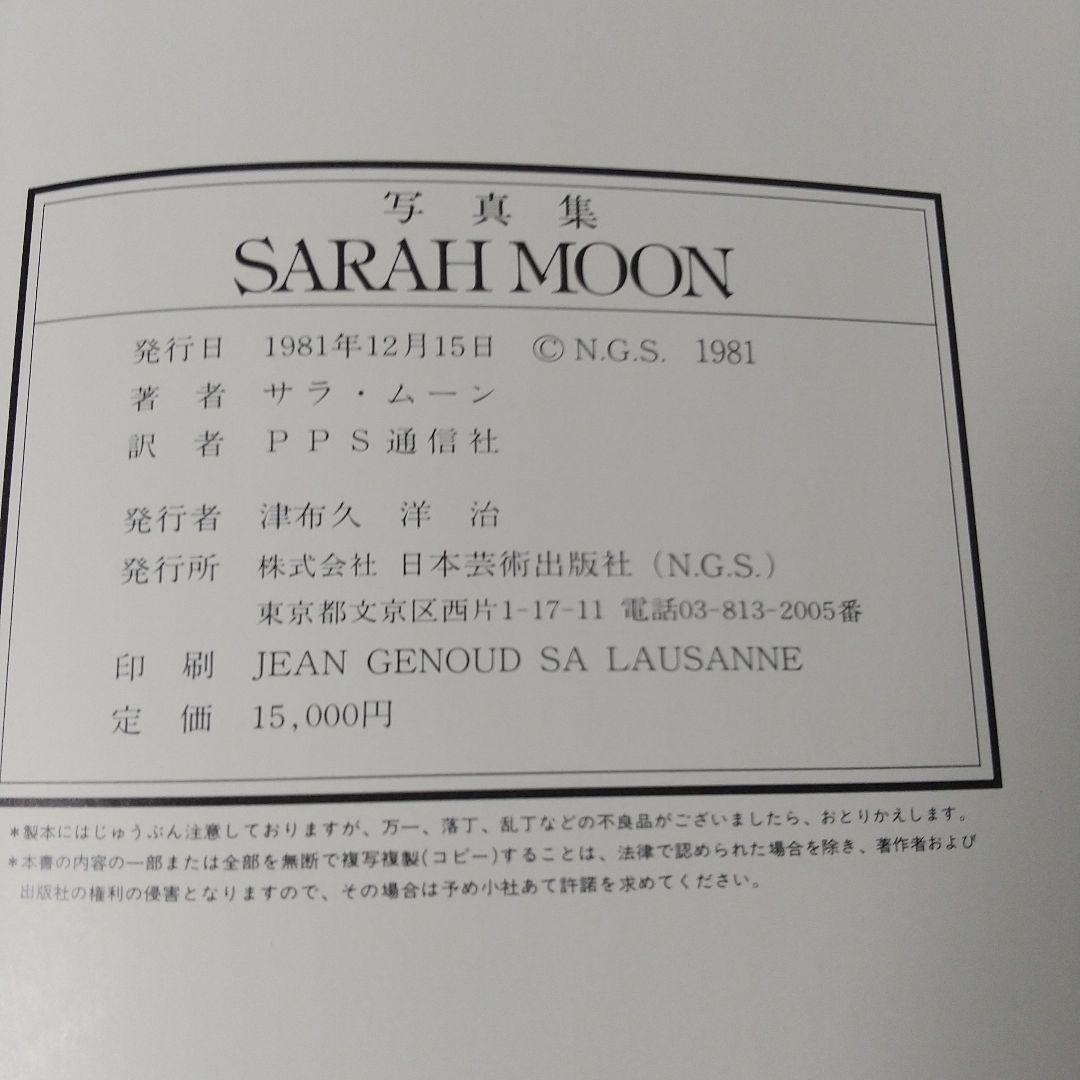 写真集
SARAH MOON
発行日 1981年12月15日 ©N.G.S. 1981
著者 サラ・ムーン
訳者 PPS通信社
発行者 津布久 洋治
発行所 株式会社 日本芸術出版社（N.G.S.）
東京都文京区西片1-17-11 電話03-813-2005番
印刷 JEAN GENOUD SA LAUSANNE
定価 15,000円
*製本にはじゅうぶん注意しておりますが、万一、落丁、乱丁などの不良品がございましたら、おとりかえします。
*本書の内容の一部または全部を無断で複写複製(コピー)することは、法律で認められた場合を除き、著作者および
出版社の権利の侵害となりますので、その場合は予め小社あて許諾を求めてください。